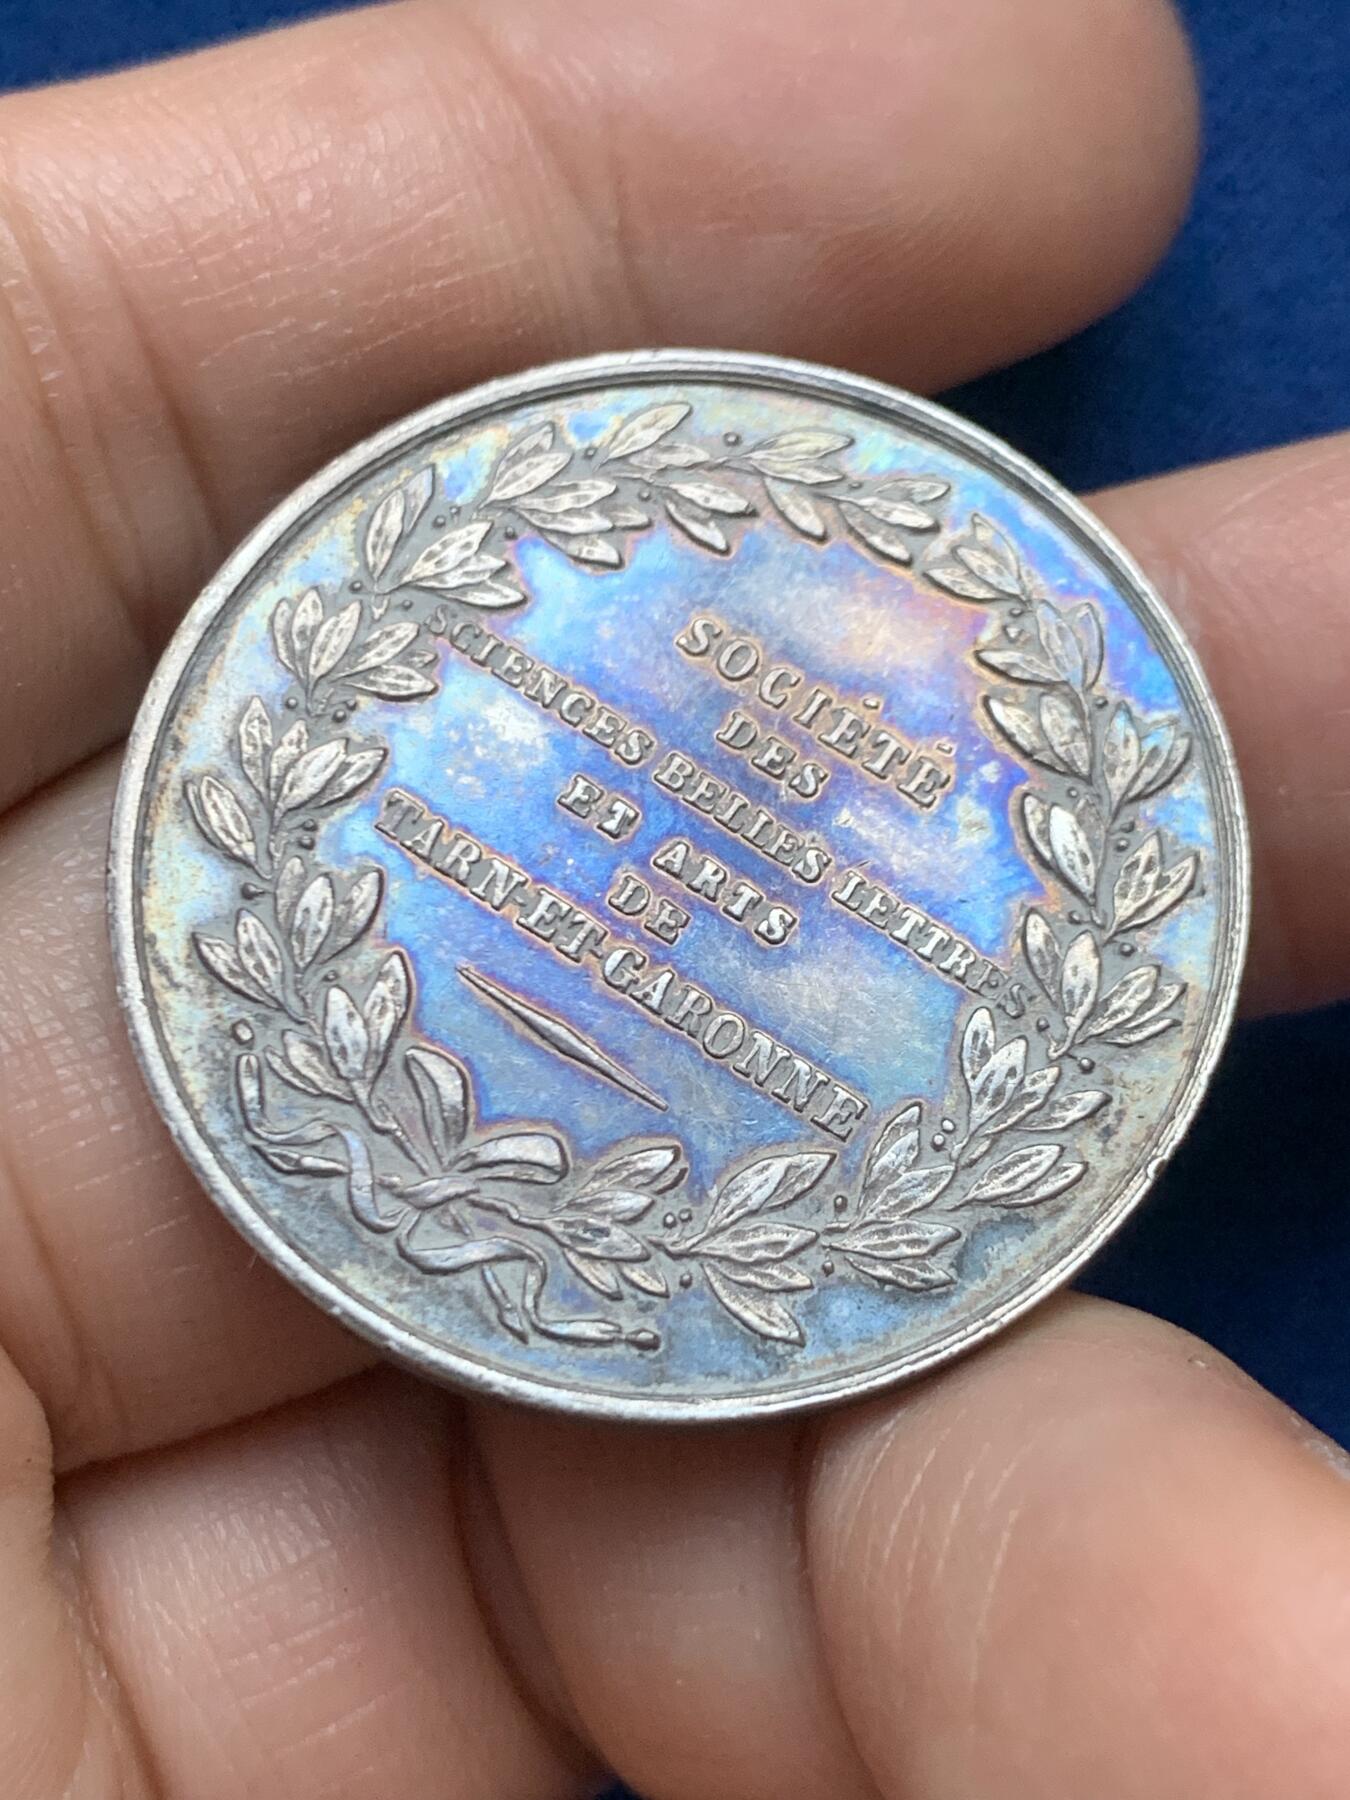 SOCIÉTÉ
DES
SCIENCES BELLES LETTRES
ET ARTS
DE
TARN-ET-GARONNE